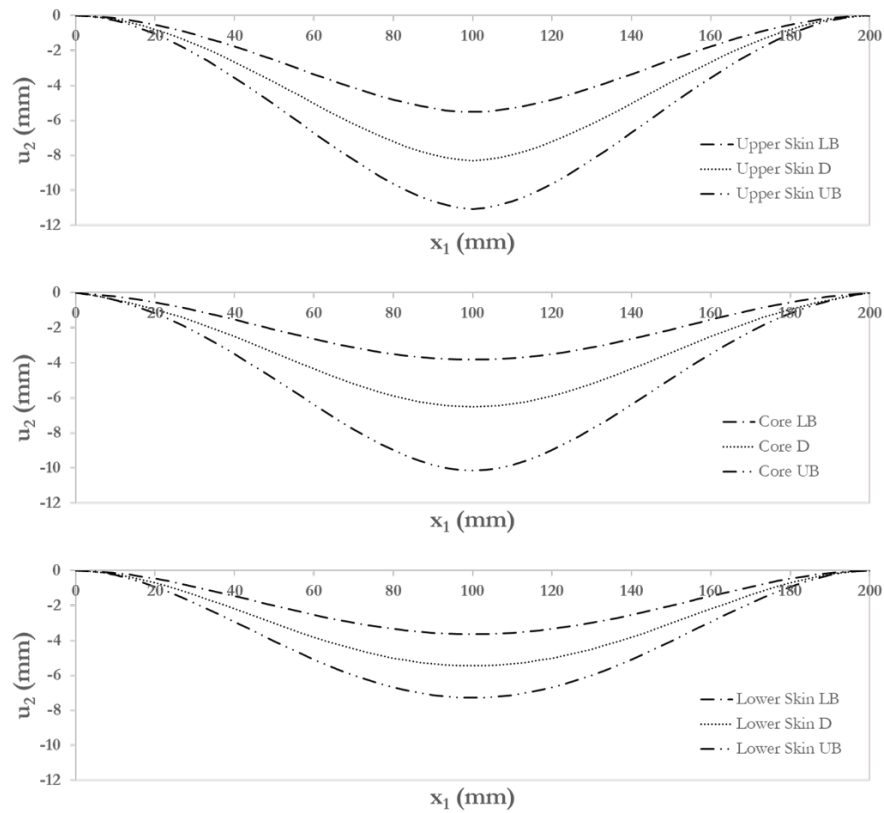 0 20 40 60 80 100 120 140 160 180 200
0
-2
-4
-6
-8
-10
-12
u₂ (mm)
Upper Skin LB
Upper Skin D
Upper Skin UB
x₁ (mm)
0 20 40 60 80 100 120 140 160 180 200
0
-2
-4
-6
-8
-10
-12
u₂ (mm)
Core LB
Core D
Core UB
x₁ (mm)
0 20 40 60 80 100 120 140 160 180 200
0
-2
-4
-6
-8
-10
-12
u₂ (mm)
Lower Skin LB
Lower Skin D
Lower Skin UB
x₁ (mm)